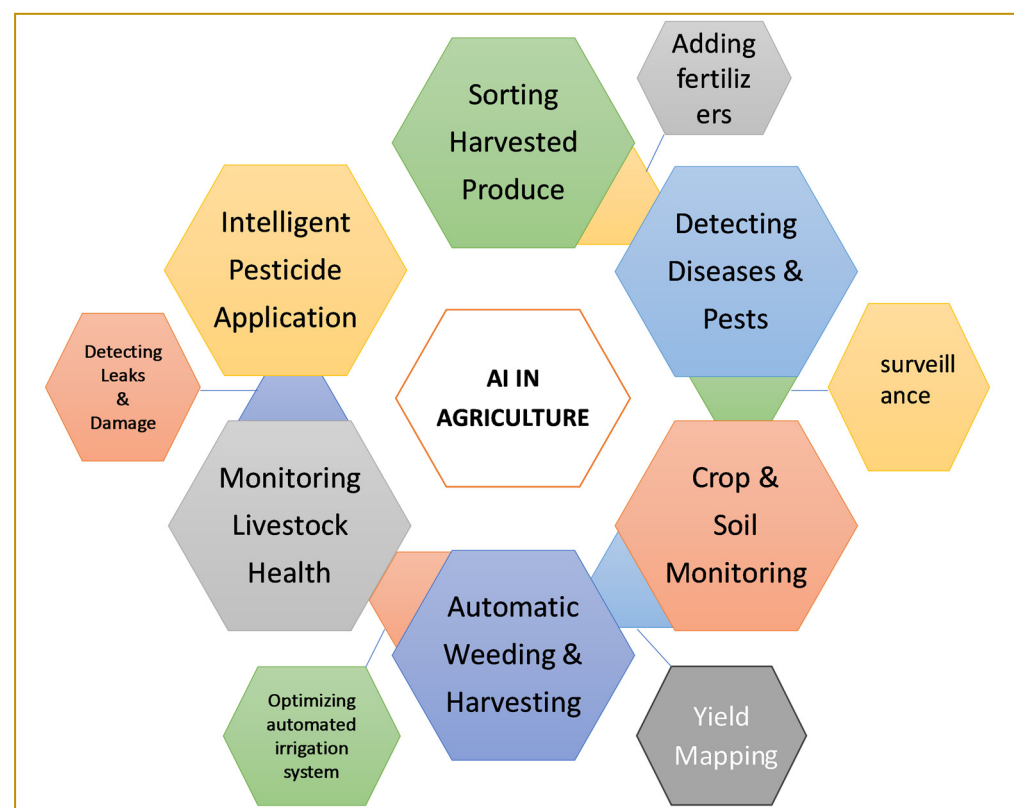 Adding
fertiliz
ers
Sorting
Harvested
Produce
Intelligent
Pesticide
Application
Detecting
Diseases &
Pests
Detecting
Leaks
&
Damage
AI IN
AGRICULTURE
surveill
ance
Monitoring
Livestock
Health
Crop &
Soil
Monitoring
Automatic
Weeding &
Harvesting
Optimizing
automated
irrigation
system
Yield
Mapping